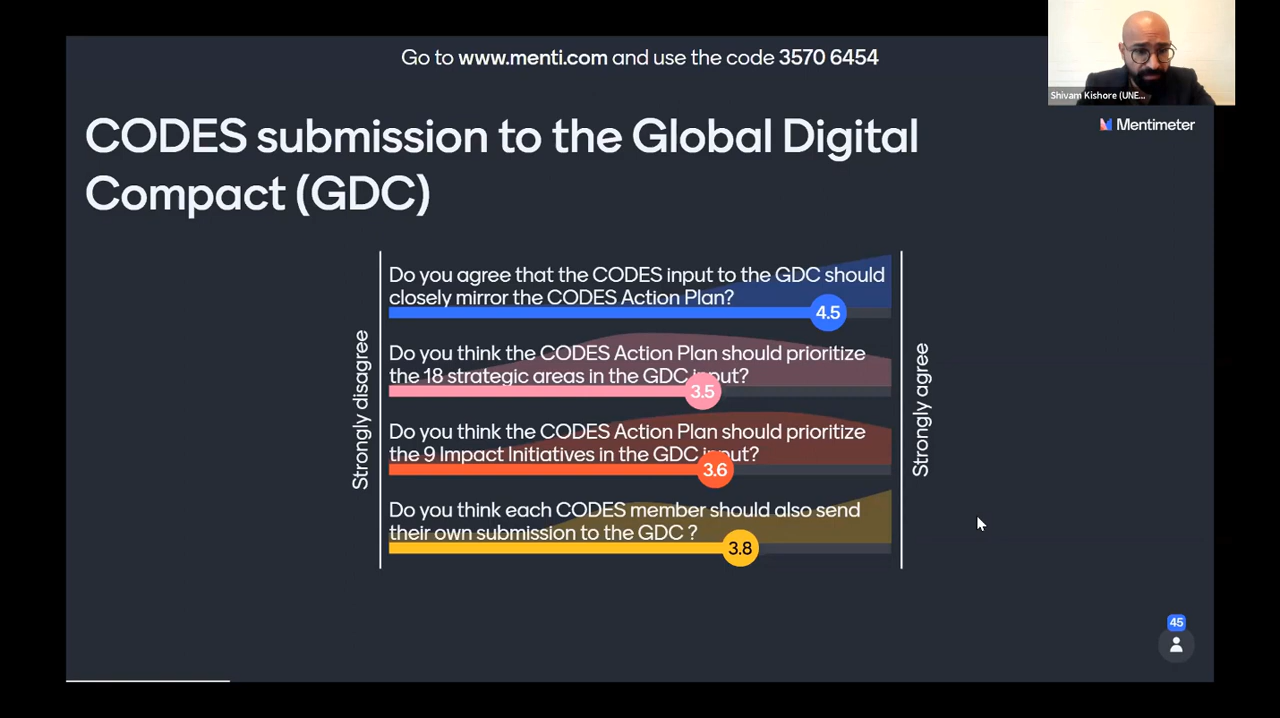 Go to www.menti.com and use the code 3570 6454
Shivam Kishore (UNE...
Mentimeter
CODES submission to the Global Digital
Compact (GDC)
Strongly disagree
Do you agree that the CODES input to the GDC should
closely mirror the CODES Action Plan?
4.5
Do you think the CODES Action Plan should prioritize
the 18 strategic areas in the GDC input?
3.5
Do you think the CODES Action Plan should prioritize
the 9 Impact Initiatives in the GDC input?
3.6
Do you think each CODES member should also send
their own submission to the GDC ?
3.8
Strongly agree
45